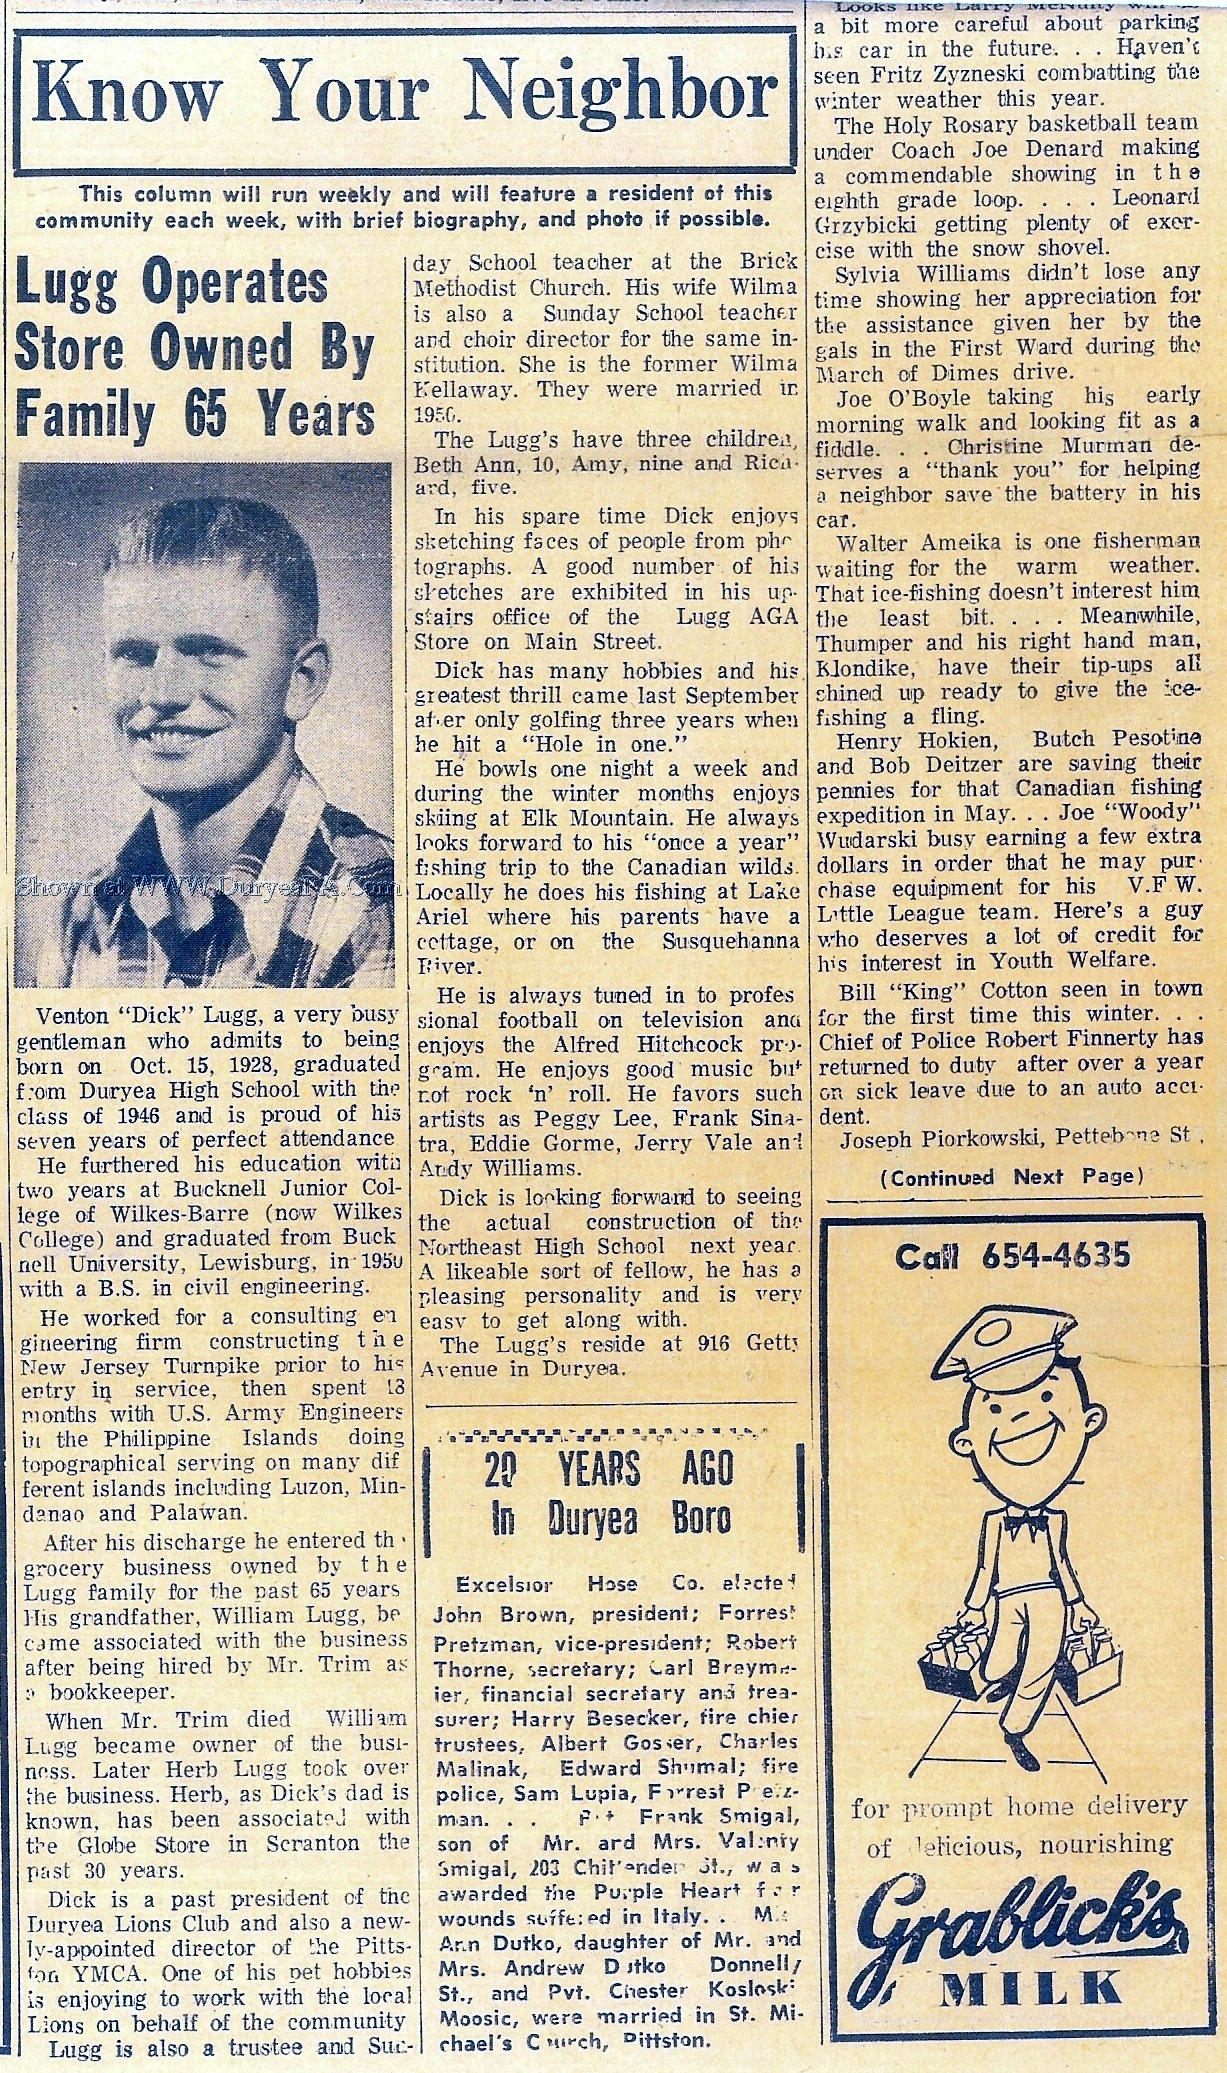 Know Your Neighbor
This column will run weekly and will feature a resident of this
community each week, with brief biography, and photo if possible.
Lugg Operates
Store Owned By
Family 65 Years
Shown at WWW.DuryeaPA.Com
Venton "Dick" Lugg, a very busy
gentleman who admits to being
born on Oct. 15, 1928, graduated
from Duryea High School with the
class of 1946 and is proud of his
seven years of perfect attendance
He furthered his education with
two years at Bucknell Junior Col-
lege of Wilkes-Barre (now Wilkes
College) and graduated from Buck
nell University, Lewisburg, in 1950
with a B.S. in civil engineering.
He worked for a consulting en
gineering firm constructing the
New Jersey Turnpike prior to his
entry in service, then spent 18
months with U.S. Army Engineers
in the Philippine Islands doing
topographical serving on many dif
ferent islands including Luzon, Min-
danao and Palawan.
After his discharge he entered the
grocery business owned by the
Lugg family for the past 65 years
His grandfather, William Lugg, be
came associated with the business
after being hired by Mr. Trim as
a bookkeeper.
When Mr. Trim died William
Lugg became owner of the busi-
ness. Later Herb Lugg took over
the business. Herb, as Dick's dad is
known, has been associated with
the Globe Store in Scranton the
past 30 years.
Dick is a past president of the
Duryea Lions Club and also a new-
ly-appointed director of the Pitts-
ton YMCA. One of his pet hobbies
is enjoying to work with the local
Lions on behalf of the community
Lugg is also a trustee and Sun-
day School teacher at the Brick
Methodist Church. His wife Wilma
is also a Sunday School teacher
and choir director for the same in-
stitution. She is the former Wilma
Kellaway. They were married in
1950.
The Lugg's have three children,
Beth Ann, 10, Amy, nine and Rich-
ard, five.
In his spare time Dick enjoys
sketching faces of people from pho
tographs. A good number of his
sketches are exhibited in his up-
stairs office of the Lugg AGA
Store on Main Street.
Dick has many hobbies and his
greatest thrill came last September
after only golfing three years when
he hit a "Hole in one."
He bowls one night a week and
during the winter months enjoys
skiing at Elk Mountain. He always
looks forward to his "once a year"
fishing trip to the Canadian wilds.
Locally he does his fishing at Lake
Ariel where his parents have a
cottage, or on the Susquehanna
River.
He is always tuned in to profes
sional football on television and
enjoys the Alfred Hitchcock pro-
gram. He enjoys good music but
not rock 'n' roll. He favors such
artists as Peggy Lee, Frank Sina-
tra, Eddie Gorme, Jerry Vale and
Andy Williams.
Dick is looking forward to seeing
the actual construction of the
Northeast High School next year.
A likeable sort of fellow, he has a
pleasing personality and is very
easy to get along with.
The Lugg's reside at 916 Getty
Avenue in Duryea.
20 YEARS AGO
In Duryea Boro
Excelsior Hose Co. elected
John Brown, president; Forrest
Pretzman, vice-president; Robert
Thorne, secretary; Carl Breyme-
ier, financial secretary and trea-
surer; Harry Besecker, fire chief
trustees, Albert Gosser, Charles
Malinak, Edward Shumal; fire
police, Sam Lupia, Forrest Pretz-
man. . . Pvt Frank Smigal,
son of Mr. and Mrs. Valenty
Smigal, 203 Chittenden St., was
awarded the Purple Heart for
wounds suffered in Italy. .
Ann Dutko, daughter of Mr. and
Mrs. Andrew Dutko Donnelly
St., and Pvt. Chester Kosloski
Moosic, were married in St. Mi-
chael's Church, Pittston.
Looks like Larry McNulty will
a bit more careful about parking
his car in the future. . . Haven't
seen Fritz Zyzneski combatting the
winter weather this year.
The Holy Rosary basketball team
under Coach Joe Denard making
a commendable showing in the
eighth grade loop. . . . Leonard
Grzybicki getting plenty of exer-
cise with the snow shovel.
Sylvia Williams didn't lose any
time showing her appreciation for
the assistance given her by the
gals in the First Ward during the
March of Dimes drive.
Joe O'Boyle taking his early
morning walk and looking fit as a
fiddle. . . Christine Murman de-
serves a "thank you" for helping
a neighbor save the battery in his
car.
Walter Ameika is one fisherman
waiting for the warm weather.
That ice-fishing doesn't interest him
the least bit. . . . Meanwhile,
Thumper and his right hand man,
Klondike, have their tip-ups all
shined up ready to give the ice-
fishing a fling.
Henry Hokien, Butch Pesotine
and Bob Deitzer are saving their
pennies for that Canadian fishing
expedition in May. . . Joe "Woody"
Wudarski busy earning a few extra
dollars in order that he may pur-
chase equipment for his V.F.W.
Little League team. Here's a guy
who deserves a lot of credit for
his interest in Youth Welfare.
Bill "King" Cotton seen in town
for the first time this winter. . .
Chief of Police Robert Finnerty has
returned to duty after over a year
on sick leave due to an auto acci
dent.
Joseph Piorkowski, Pettebone St.,
(Continued Next Page)
Call 654-4635
for prompt home delivery
of delicious, nourishing
Grablick's
MILK